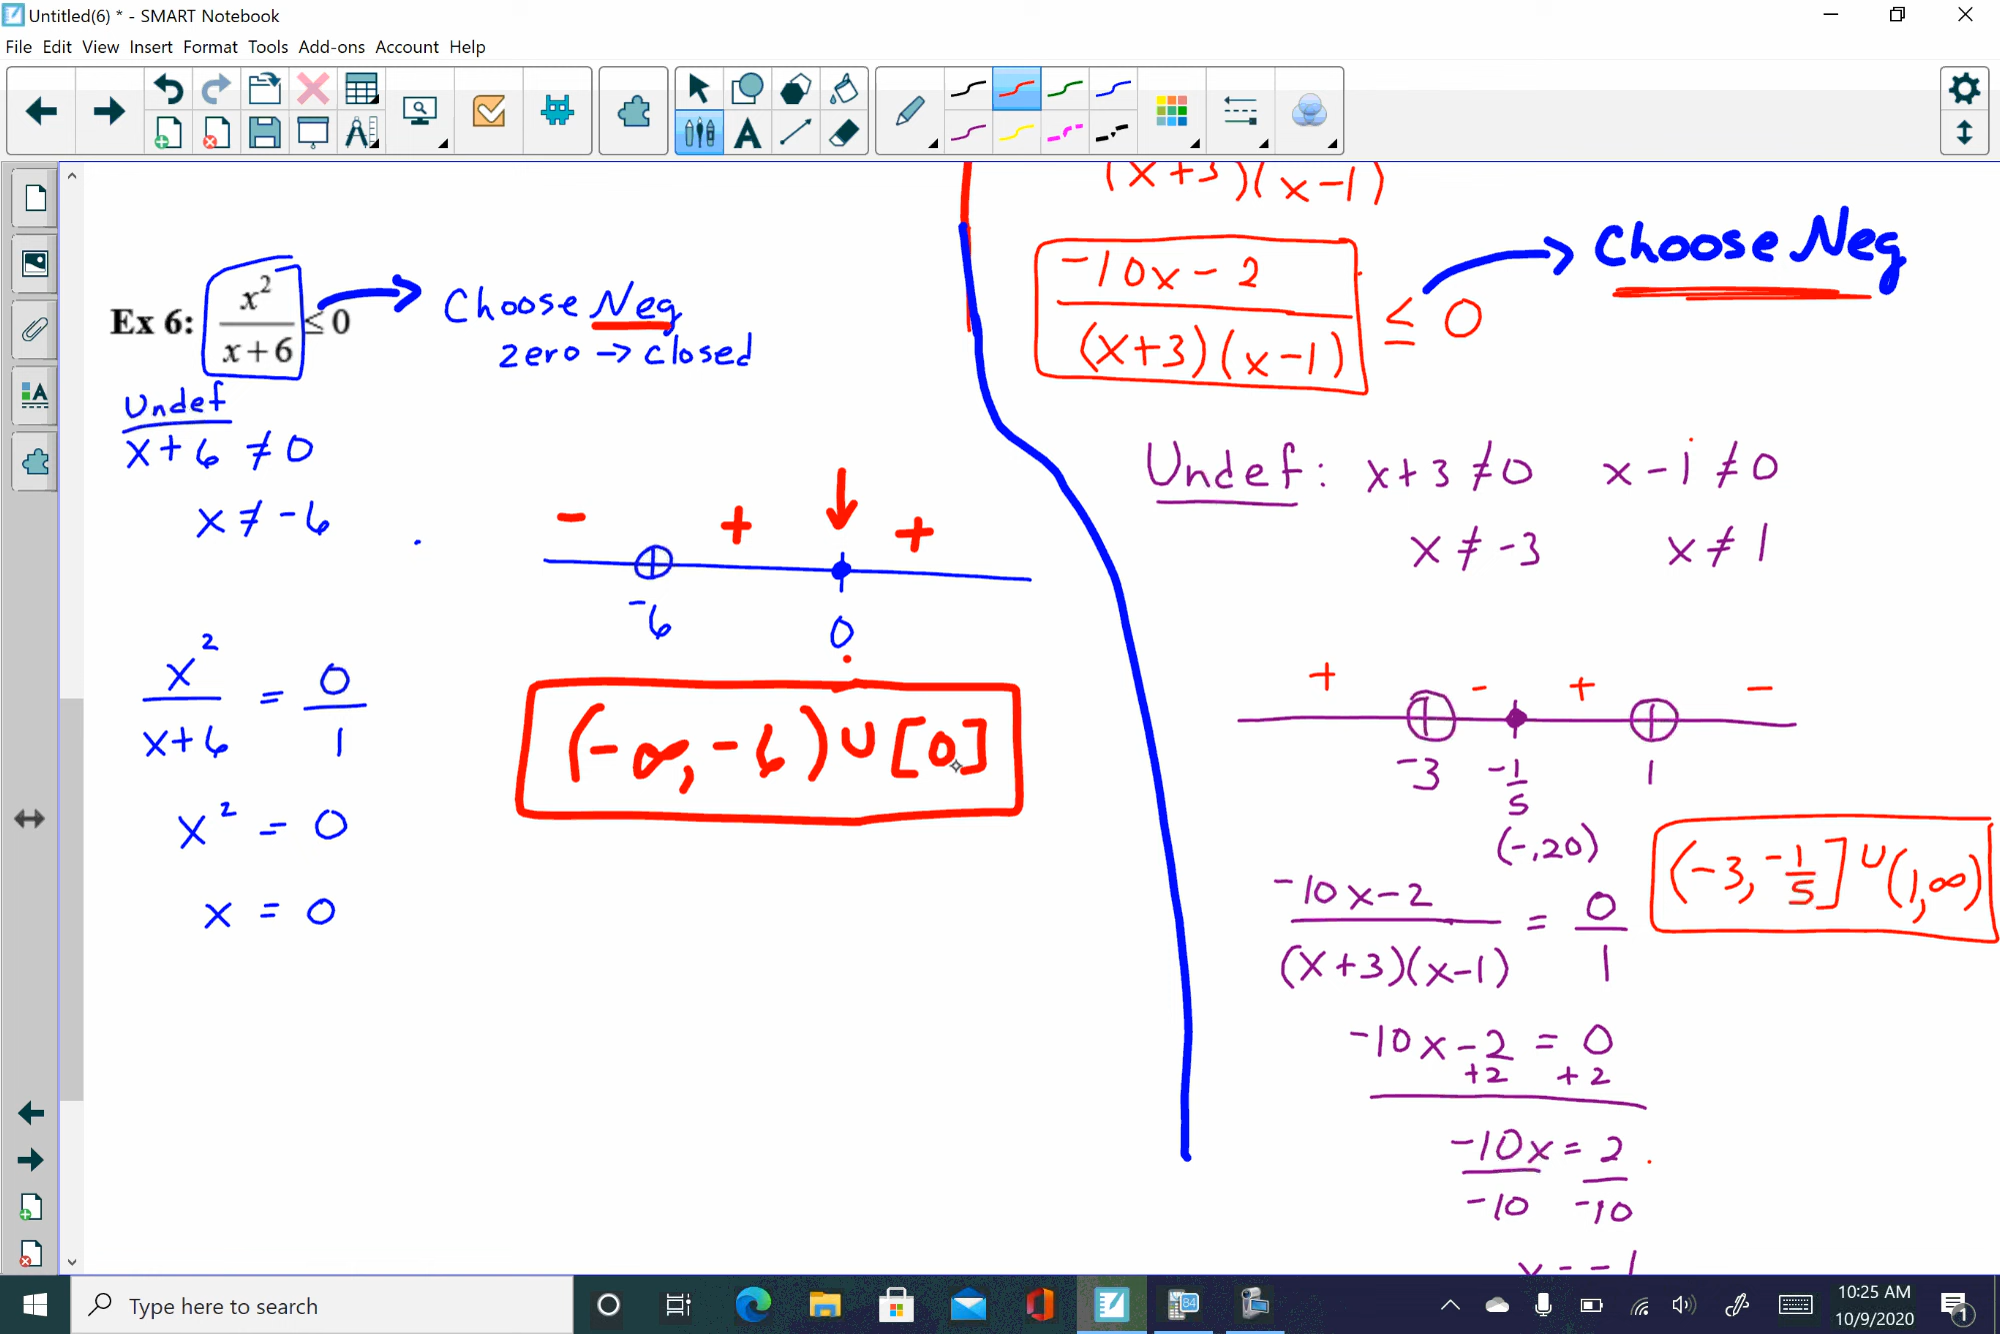 Untitled(6) * - SMART Notebook
File Edit View Insert Format Tools Add-ons Account Help
Ex 6: x²/(x+6) ≤ 0
Choose Neg
zero → closed
Undef
x+6 ≠ 0
x ≠ -6
- + +
-6 0
x²/(x+6) = 0/1
x² = 0
x = 0
(-∞, -6) ∪ [0]
(x+3)(x-1)
(-10x-2)/((x+3)(x-1)) ≤ 0
Choose Neg
Undef: x+3 ≠ 0 x-1 ≠ 0
x ≠ -3 x ≠ 1
+ - + -
-3 -1/5 1
(-.20)
(-3, -1/5] ∪ (1, ∞)
(-10x-2)/((x+3)(x-1)) = 0/1
-10x-2 = 0
+2 +2
-10x = 2
-10 -10
Type here to search
84
10:25 AM
10/9/2020
1